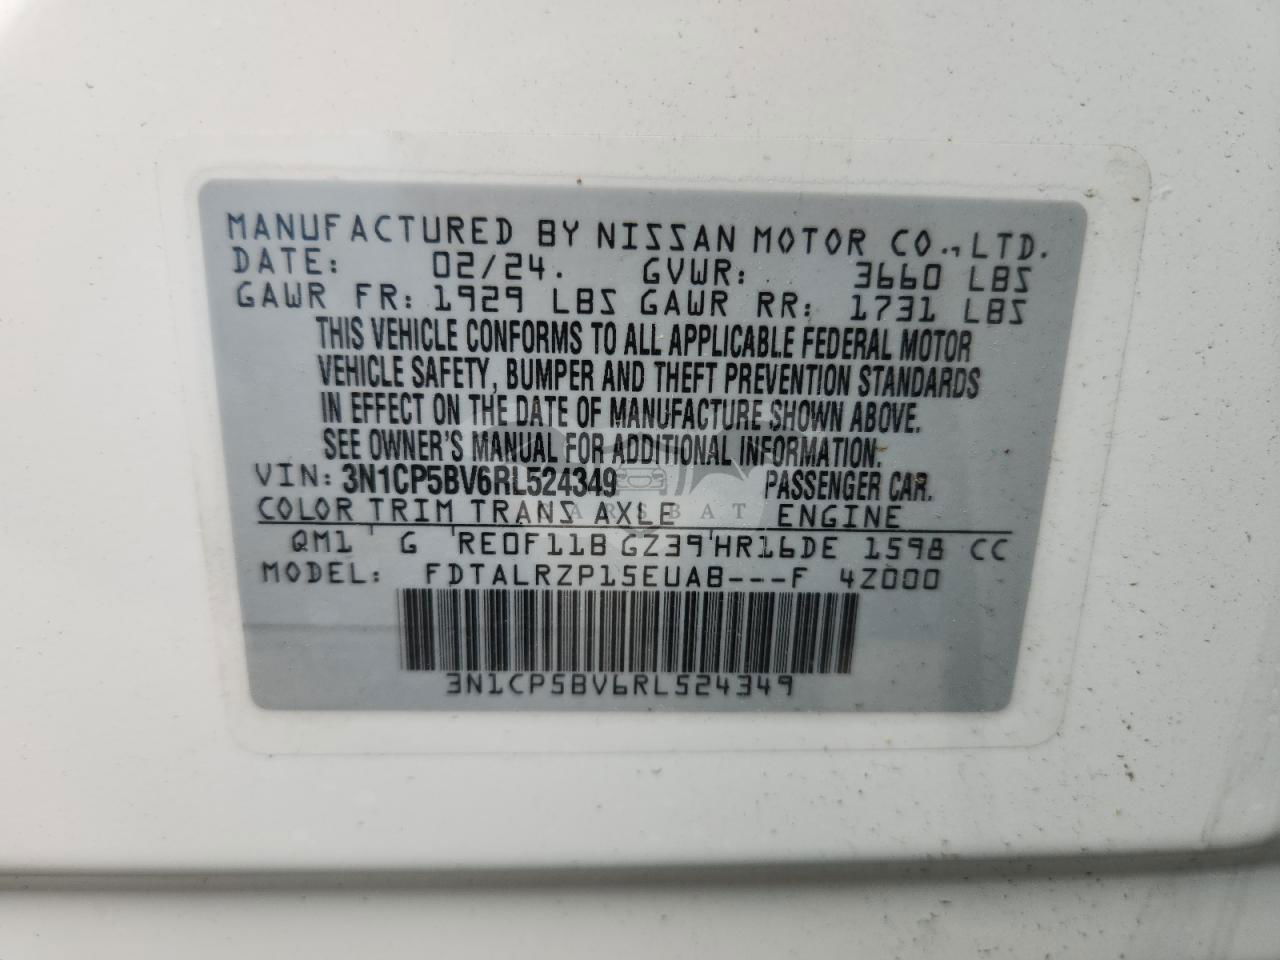 MANUFACTURED BY NISSAN MOTOR CO., LTD.
DATE: 02/24. GVWR: 3660 LBS
GAWR FR: 1929 LBS GAWR RR: 1731 LBS
THIS VEHICLE CONFORMS TO ALL APPLICABLE FEDERAL MOTOR
VEHICLE SAFETY, BUMPER AND THEFT PREVENTION STANDARDS
IN EFFECT ON THE DATE OF MANUFACTURE SHOWN ABOVE.
SEE OWNER'S MANUAL FOR ADDITIONAL INFORMATION.
VIN: 3N1CP5BV6RL524349 PASSENGER CAR.
CARSBAT
COLOR TRIM TRANS AXLE ENGINE
QM1 G RE0F11B GZ39 HR16DE 1598 CC
MODEL: FDTALRZP15EUAB---F 4Z000
3N1CP5BV6RL524349